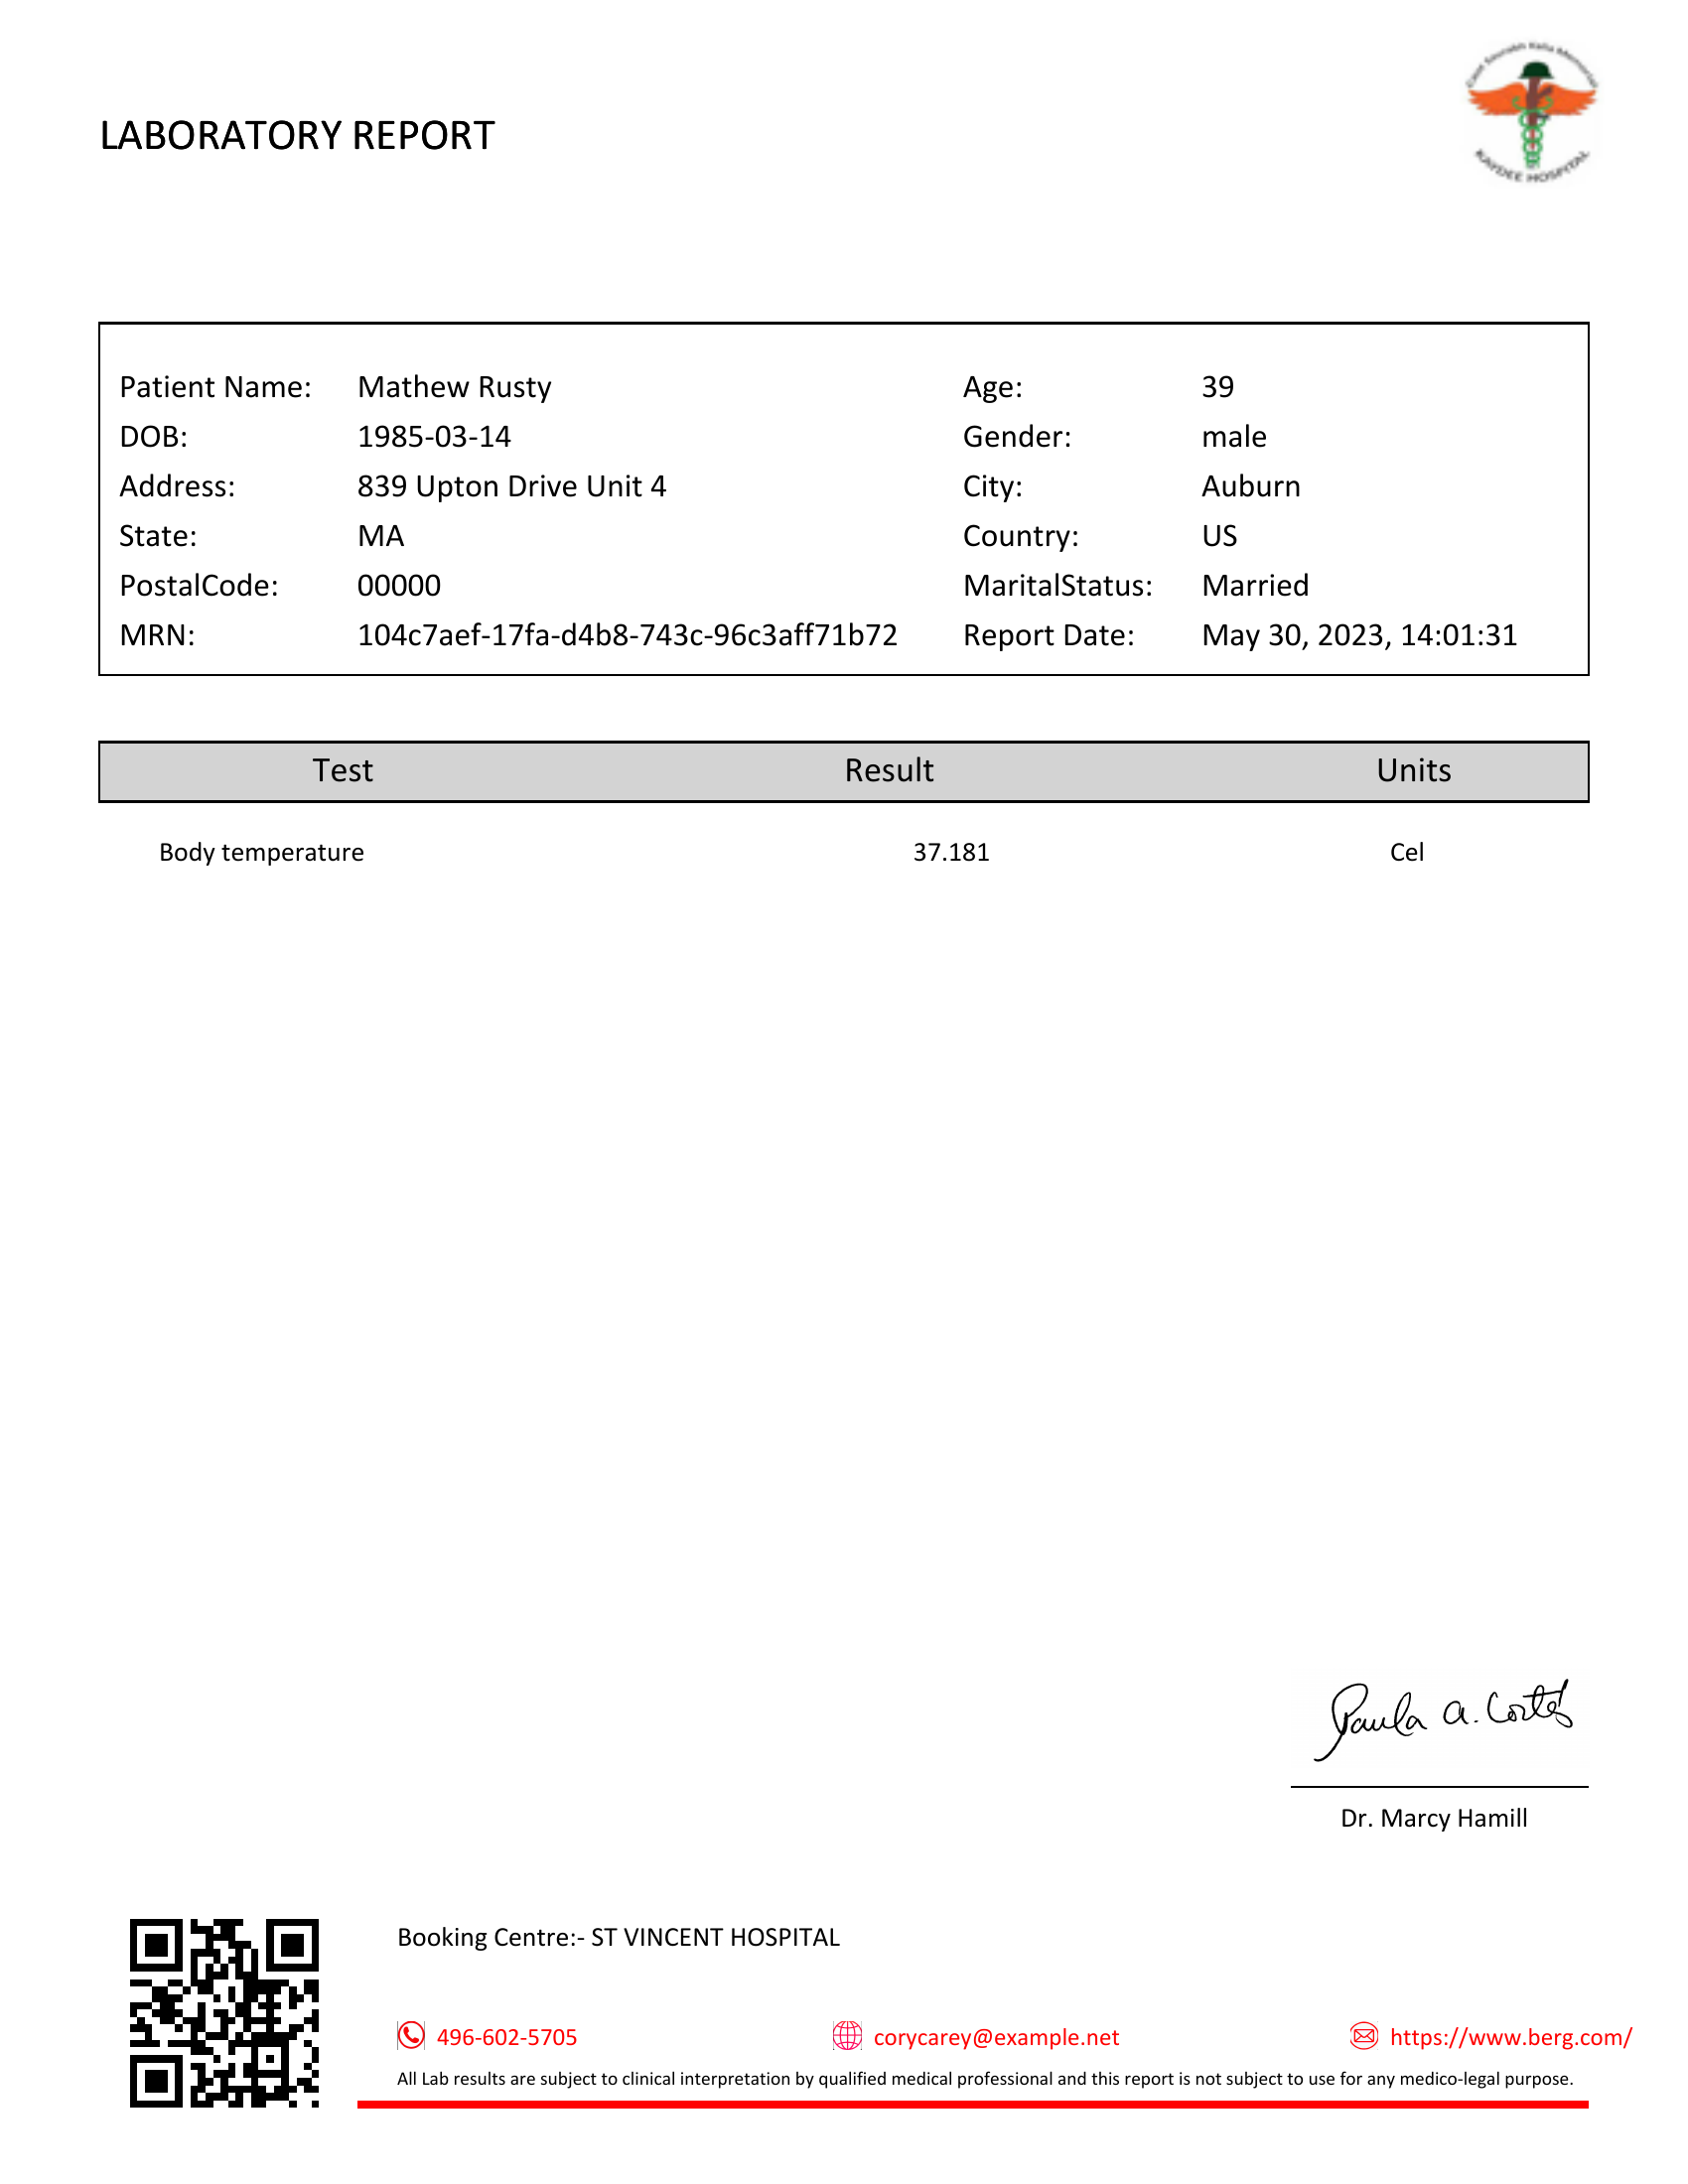 LABORATORY REPORT
KAYDEE HOSPITAL
Patient Name: Mathew Rusty Age: 39
DOB: 1985-03-14 Gender: male
Address: 839 Upton Drive Unit 4 City: Auburn
State: MA Country: US
PostalCode: 00000 MaritalStatus: Married
MRN: 104c7aef-17fa-d4b8-743c-96c3aff71b72 Report Date: May 30, 2023, 14:01:31
Test Result Units
Body temperature 37.181 Cel
Paula a. Cortes
Dr. Marcy Hamill
Booking Centre:- ST VINCENT HOSPITAL
496-602-5705 corycarey@example.net https://www.berg.com/
All Lab results are subject to clinical interpretation by qualified medical professional and this report is not subject to use for any medico-legal purpose.